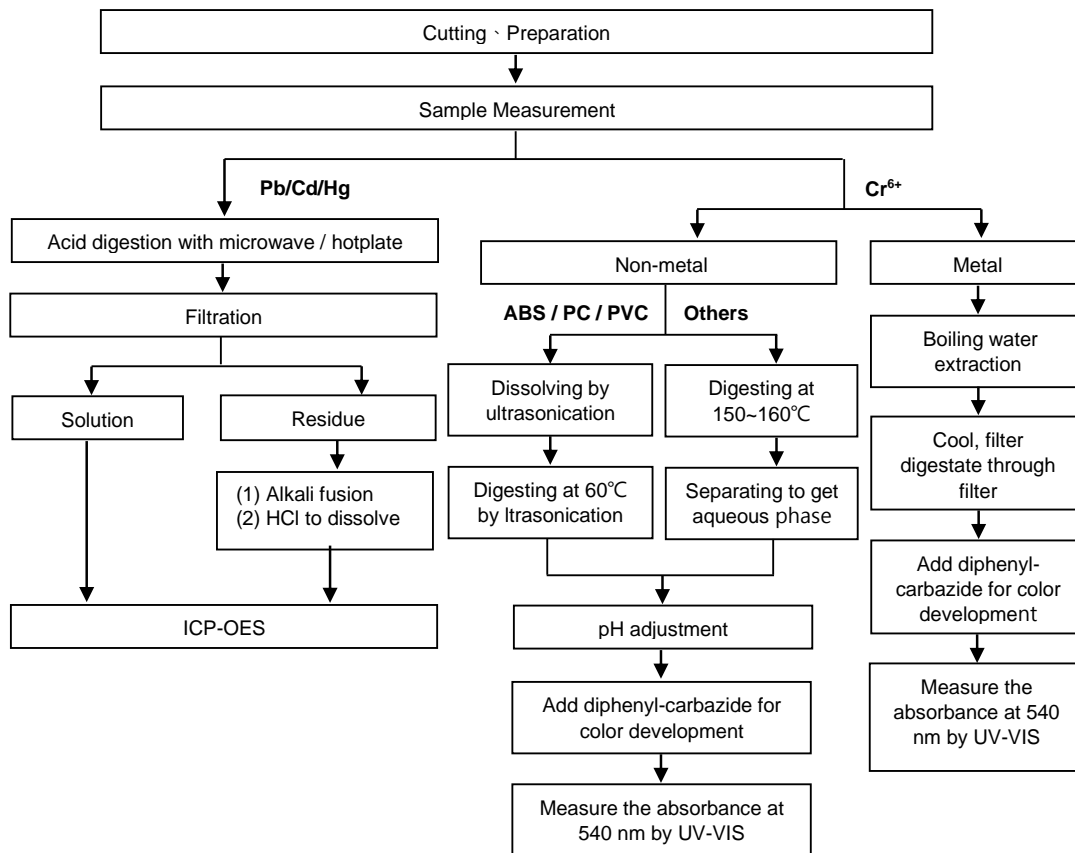 Cutting、Preparation
Sample Measurement
Pb/Cd/Hg
Cr6+
Acid digestion with microwave / hotplate
Filtration
Solution
Residue
(1) Alkali fusion
(2) HCl to dissolve
ICP-OES
Non-metal
ABS / PC / PVC
Others
Dissolving by
ultrasonication
Digesting at 60℃
by ltrasonication
Digesting at
150~160℃
Separating to get
aqueous phase
pH adjustment
Add diphenyl-carbazide for
color development
Measure the absorbance at
540 nm by UV-VIS
Metal
Boiling water
extraction
Cool, filter
digestate through
filter
Add diphenyl-
carbazide for color
development
Measure the
absorbance at 540
nm by UV-VIS